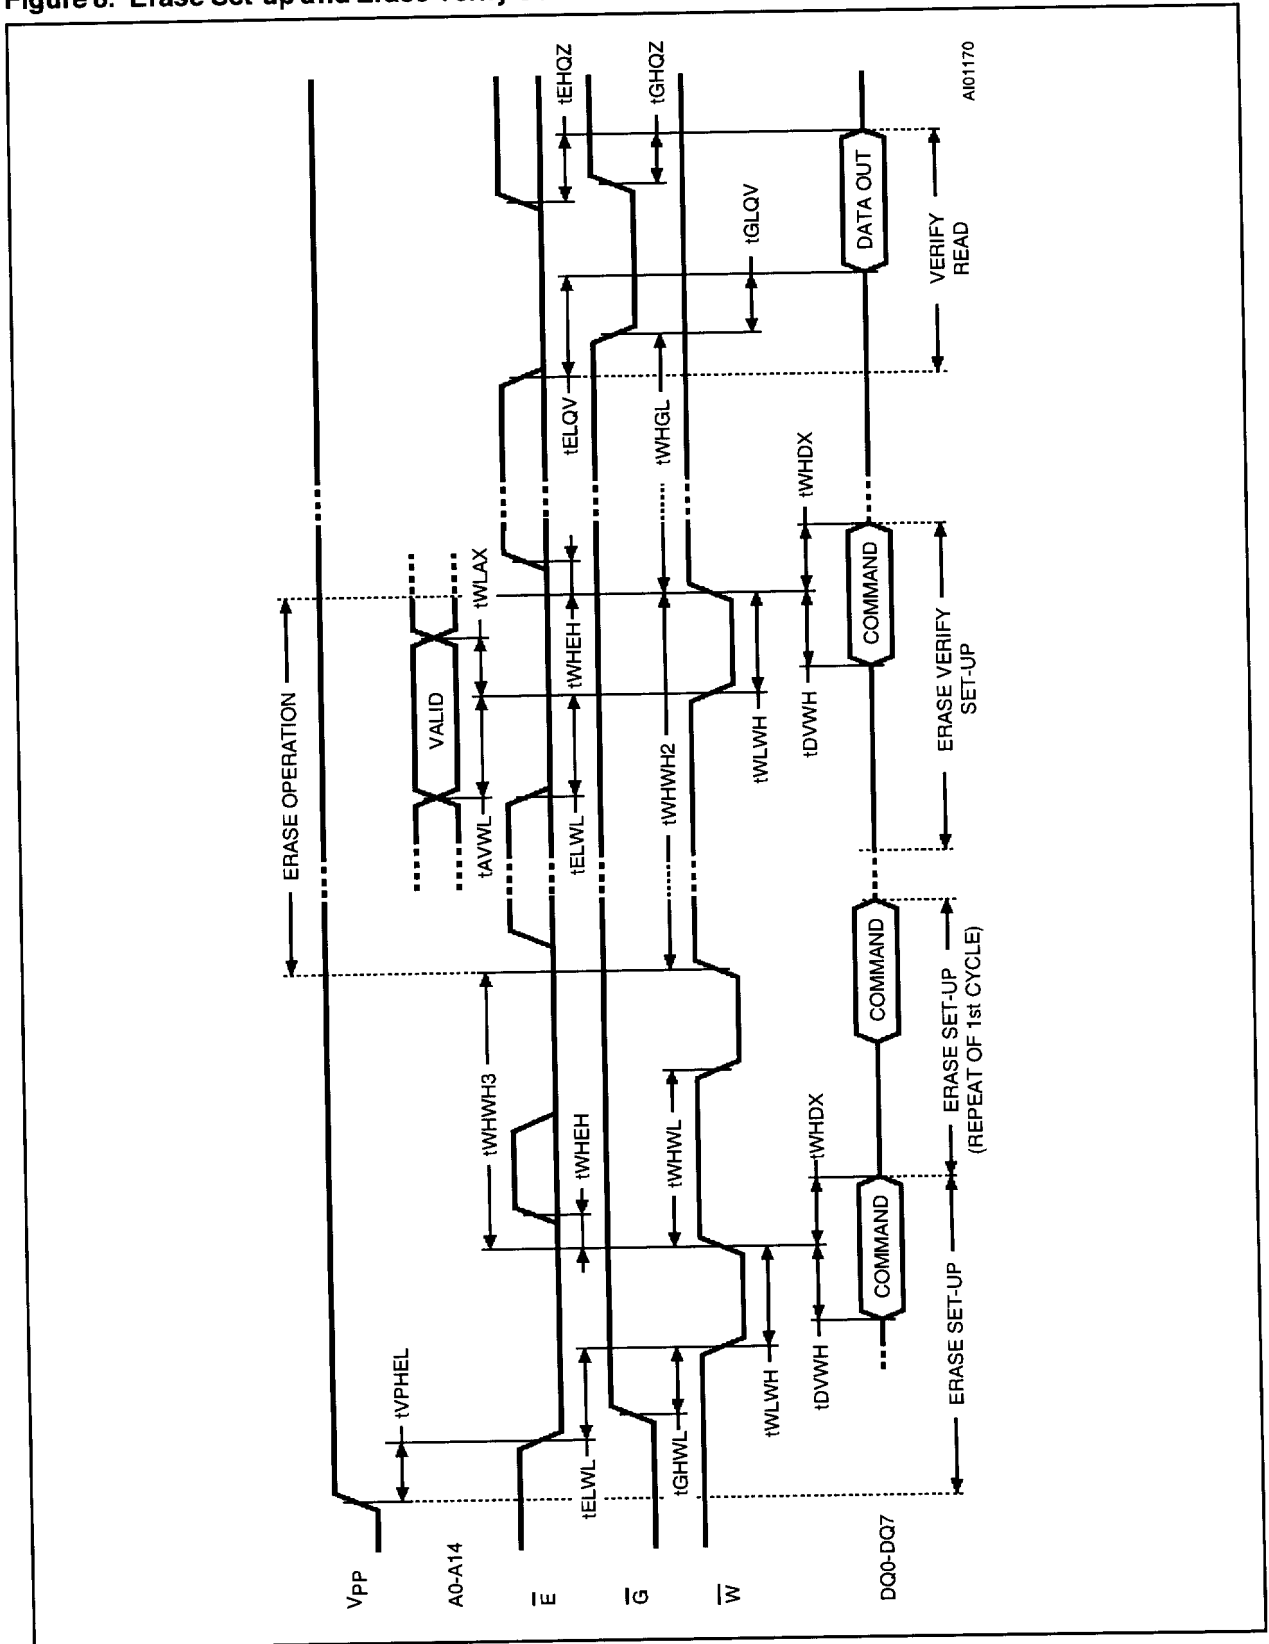 Figure 6. Erase Set-up and Erase Verify
VPP
A0-A14
E
G
W
DQ0-DQ7
tVPHEL
ERASE OPERATION
tWHWH3
tAVWL
VALID
tWLAX
tELWL
tWHEH
tELWL
tWHEH
tELQV
tEHQZ
tGHWL
tWHWL
tWHWH2
tWHGL
tGHQZ
tWLWH
tWLWH
tGLQV
tDVWH
tWHDX
tDVWH
tWHDX
COMMAND
COMMAND
COMMAND
DATA OUT
ERASE SET-UP
ERASE SET-UP
(REPEAT OF 1st CYCLE)
ERASE VERIFY
SET-UP
VERIFY
READ
AI01170